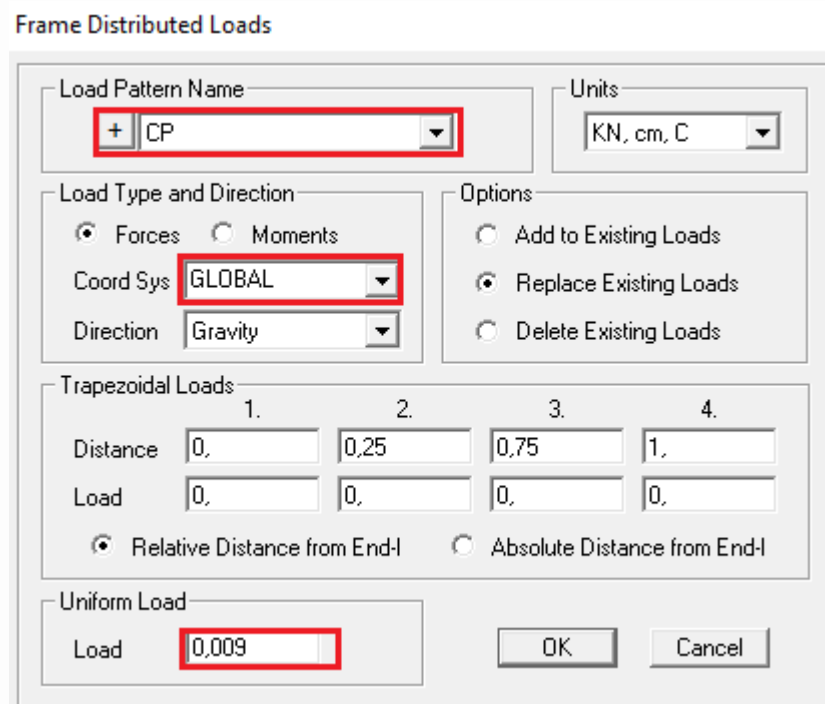 Frame Distributed Loads
Load Pattern Name
+ CP
Units
KN, cm, C
Load Type and Direction
Forces Moments
Coord Sys GLOBAL
Direction Gravity
Options
Add to Existing Loads
Replace Existing Loads
Delete Existing Loads
Trapezoidal Loads
1. 2. 3. 4.
Distance 0, 0,25 0,75 1,
Load 0, 0, 0, 0,
Relative Distance from End-I Absolute Distance from End-I
Uniform Load
Load 0,009
OK Cancel